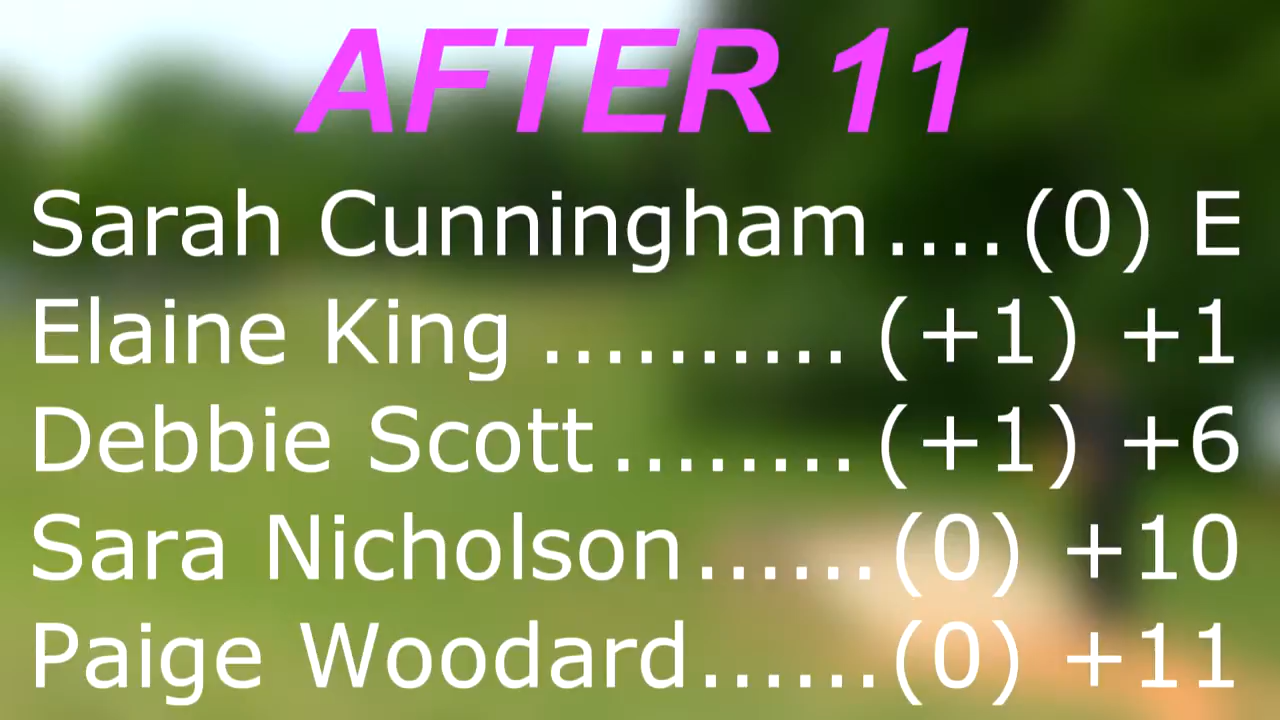 AFTER 11
Sarah Cunningham....(0) E
Elaine King .......... (+1) +1
Debbie Scott ......... (+1) +6
Sara Nicholson ......(0) +10
Paige Woodard......(0) +11